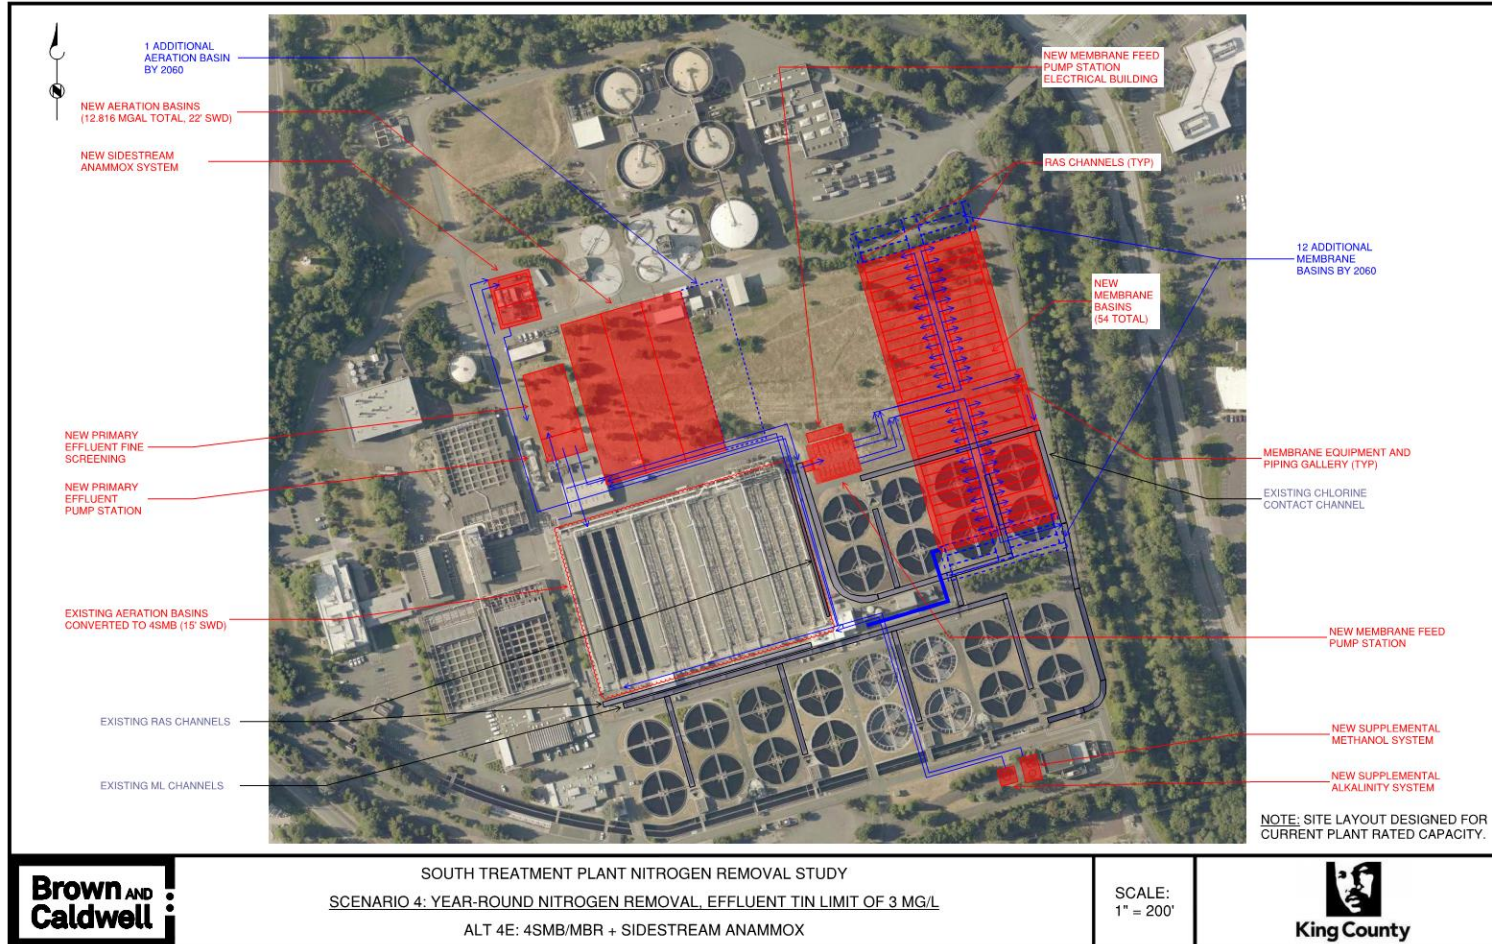 1 ADDITIONAL
AERATION BASIN
BY 2060
NEW AERATION BASINS
(12.816 MGAL TOTAL, 22' SWD)
NEW SIDESTREAM
ANAMMOX SYSTEM
NEW PRIMARY
EFFLUENT FINE
SCREENING
NEW PRIMARY
EFFLUENT
PUMP STATION
EXISTING AERATION BASINS
CONVERTED TO 4SMB (15' SWD)
EXISTING RAS CHANNELS
EXISTING ML CHANNELS
NEW MEMBRANE FEED
PUMP STATION
ELECTRICAL BUILDING
RAS CHANNELS (TYP)
12 ADDITIONAL
MEMBRANE
BASINS BY 2060
NEW
MEMBRANE
BASINS
(54 TOTAL)
MEMBRANE EQUIPMENT AND
PIPING GALLERY (TYP)
EXISTING CHLORINE
CONTACT CHANNEL
NEW MEMBRANE FEED
PUMP STATION
NEW SUPPLEMENTAL
METHANOL SYSTEM
NEW SUPPLEMENTAL
ALKALINITY SYSTEM
NOTE: SITE LAYOUT DESIGNED FOR
CURRENT PLANT RATED CAPACITY.
Brown AND
Caldwell
SOUTH TREATMENT PLANT NITROGEN REMOVAL STUDY
SCENARIO 4: YEAR-ROUND NITROGEN REMOVAL, EFFLUENT TIN LIMIT OF 3 MG/L
ALT 4E: 4SMB/MBR + SIDESTREAM ANAMMOX
SCALE:
1" = 200'
King County